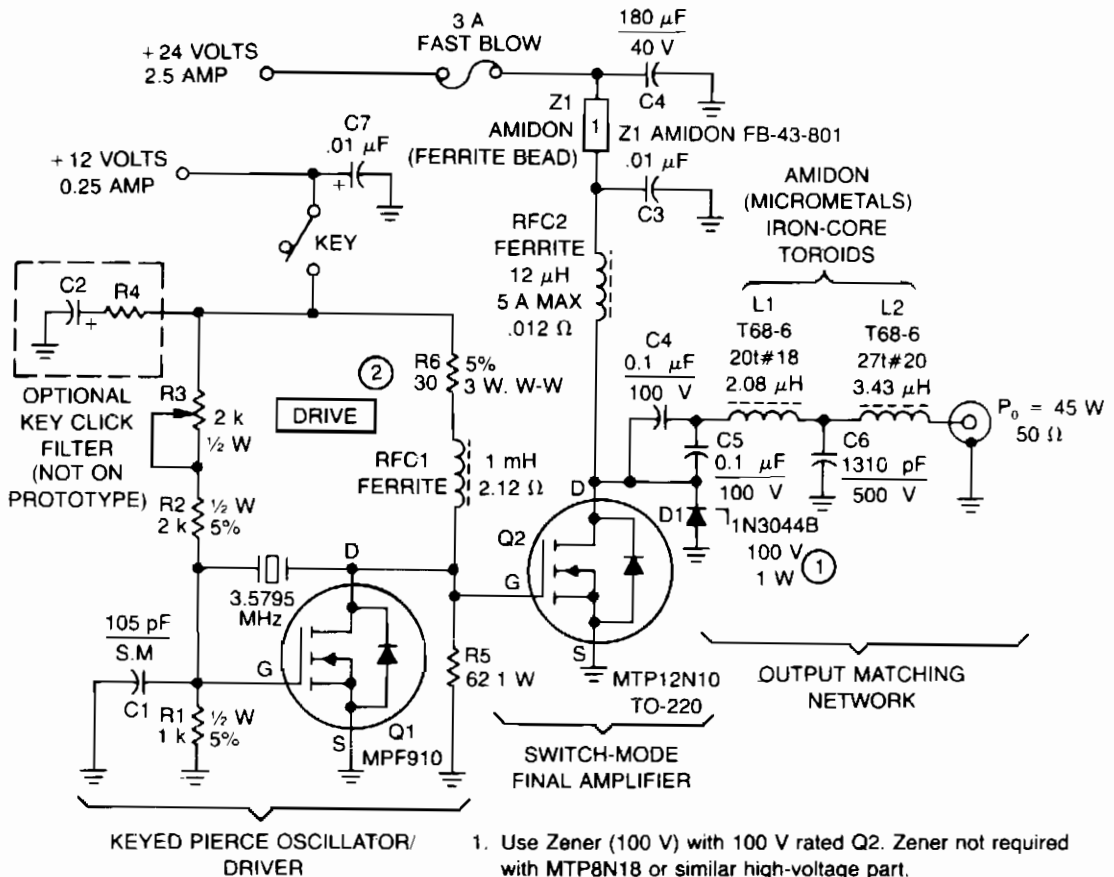 3 A
FAST BLOW
180 μF
40 V
C4
+ 24 VOLTS
2.5 AMP
Z1
AMIDON
(FERRITE BEAD)
1
Z1 AMIDON FB-43-801
C7
.01 μF
+
+ 12 VOLTS
0.25 AMP
.01 μF
C3
KEY
RFC2
FERRITE
12 μH
5 A MAX
.012 Ω
AMIDON
(MICROMETALS)
IRON-CORE
TOROIDS
L1
T68-6
20t#18
2.08 μH
L2
T68-6
27t#20
3.43 μH
C2
+
R4
OPTIONAL
KEY CLICK
FILTER
(NOT ON
PROTOTYPE)
R3
2 k
½ W
2
R6
30
5%
3 W. W-W
DRIVE
C4
0.1 μF
100 V
C5
0.1 μF
100 V
C6
1310 pF
500 V
P₀ = 45 W
50 Ω
RFC1
FERRITE
1 mH
2.12 Ω
R2
2 k
½ W
5%
D
Q2
G
S
D1
1N3044B
100 V
1 W
1
3.5795
MHz
D
G
S
Q1
MPF910
105 pF
S.M
C1
R1
1 k
½ W
5%
R5
62 1 W
MTP12N10
TO-220
OUTPUT MATCHING
NETWORK
SWITCH-MODE
FINAL AMPLIFIER
KEYED PIERCE OSCILLATOR/
DRIVER
1. Use Zener (100 V) with 100 V rated Q2. Zener not required
with MTP8N18 or similar high-voltage part.